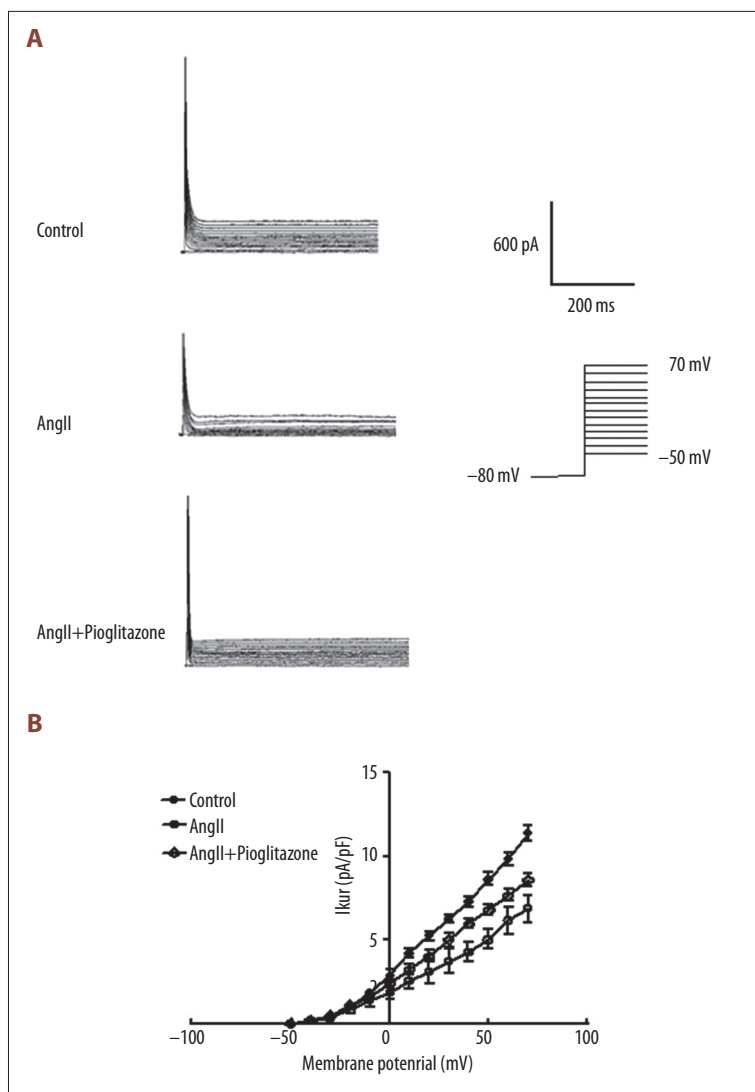 A
Control
600 pA
200 ms
AngII
70 mV
–50 mV
–80 mV
AngII+Pioglitazone
B
Control
AngII
AngII+Pioglitazone
Ikur (pA/pF)
15
10
5
–100
–50
0
50
100
Membrane potenrial (mV)